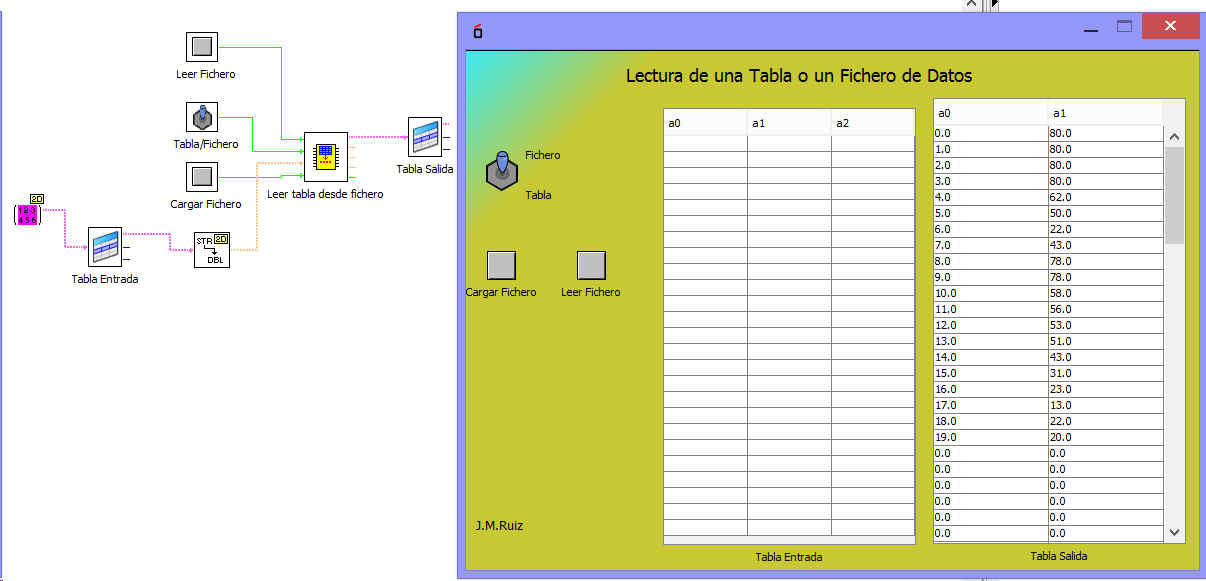 Leer Fichero
Tabla/Fichero
Cargar Fichero
Leer tabla desde fichero
Tabla Salida
2D
1 2 3
4 5 6
Tabla Entrada
STR 2D
DBL
Lectura de una Tabla o un Fichero de Datos
Fichero
Tabla
Cargar Fichero
Leer Fichero
J.M.Ruiz
a0 a1 a2
Tabla Entrada
a0 a1
0.0 80.0
1.0 80.0
2.0 80.0
3.0 80.0
4.0 62.0
5.0 50.0
6.0 22.0
7.0 43.0
8.0 78.0
9.0 78.0
10.0 58.0
11.0 56.0
12.0 53.0
13.0 51.0
14.0 43.0
15.0 31.0
16.0 23.0
17.0 13.0
18.0 22.0
19.0 20.0
0.0 0.0
0.0 0.0
0.0 0.0
0.0 0.0
0.0 0.0
0.0 0.0
Tabla Salida